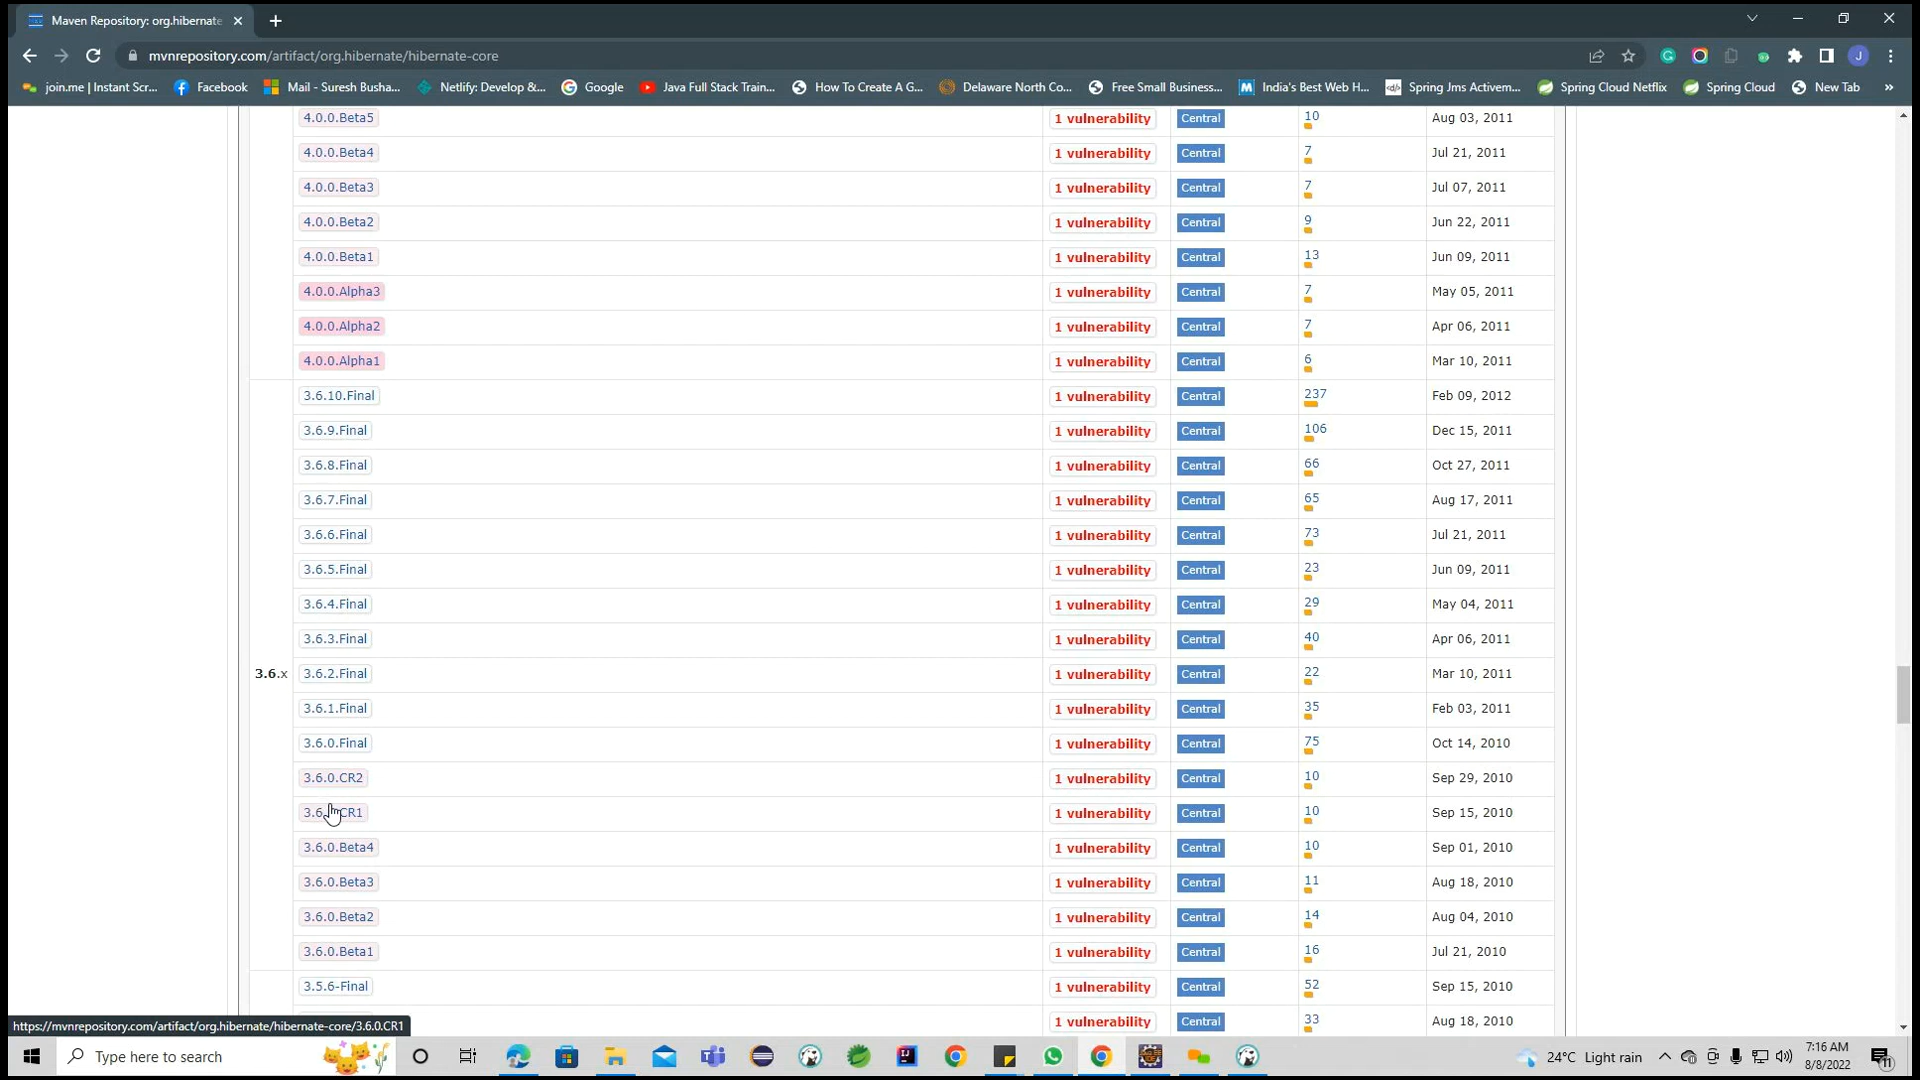 Maven Repository: org.hibernate
mvnrepository.com/artifact/org.hibernate/hibernate-core
join.me | Instant Scr...
Facebook
Mail - Suresh Busha...
Netlify: Develop &...
Google
Java Full Stack Train...
How To Create A G...
Delaware North Co...
Free Small Business...
India's Best Web H...
Spring Jms Activem...
Spring Cloud Netflix
Spring Cloud
New Tab
4.0.0.Beta5 1 vulnerability Central 10 Aug 03, 2011
4.0.0.Beta4 1 vulnerability Central 7 Jul 21, 2011
4.0.0.Beta3 1 vulnerability Central 7 Jul 07, 2011
4.0.0.Beta2 1 vulnerability Central 9 Jun 22, 2011
4.0.0.Beta1 1 vulnerability Central 13 Jun 09, 2011
4.0.0.Alpha3 1 vulnerability Central 7 May 05, 2011
4.0.0.Alpha2 1 vulnerability Central 7 Apr 06, 2011
4.0.0.Alpha1 1 vulnerability Central 6 Mar 10, 2011
3.6.10.Final 1 vulnerability Central 237 Feb 09, 2012
3.6.9.Final 1 vulnerability Central 106 Dec 15, 2011
3.6.8.Final 1 vulnerability Central 66 Oct 27, 2011
3.6.7.Final 1 vulnerability Central 65 Aug 17, 2011
3.6.6.Final 1 vulnerability Central 73 Jul 21, 2011
3.6.5.Final 1 vulnerability Central 23 Jun 09, 2011
3.6.4.Final 1 vulnerability Central 29 May 04, 2011
3.6.3.Final 1 vulnerability Central 40 Apr 06, 2011
3.6.x 3.6.2.Final 1 vulnerability Central 22 Mar 10, 2011
3.6.1.Final 1 vulnerability Central 35 Feb 03, 2011
3.6.0.Final 1 vulnerability Central 75 Oct 14, 2010
3.6.0.CR2 1 vulnerability Central 10 Sep 29, 2010
3.6. CR1 1 vulnerability Central 10 Sep 15, 2010
3.6.0.Beta4 1 vulnerability Central 10 Sep 01, 2010
3.6.0.Beta3 1 vulnerability Central 11 Aug 18, 2010
3.6.0.Beta2 1 vulnerability Central 14 Aug 04, 2010
3.6.0.Beta1 1 vulnerability Central 16 Jul 21, 2010
3.5.6-Final 1 vulnerability Central 52 Sep 15, 2010
1 vulnerability Central 33 Aug 18, 2010
https://mvnrepository.com/artifact/org.hibernate/hibernate-core/3.6.0.CR1
Type here to search
24°C Light rain
7:16 AM
8/8/2022
11